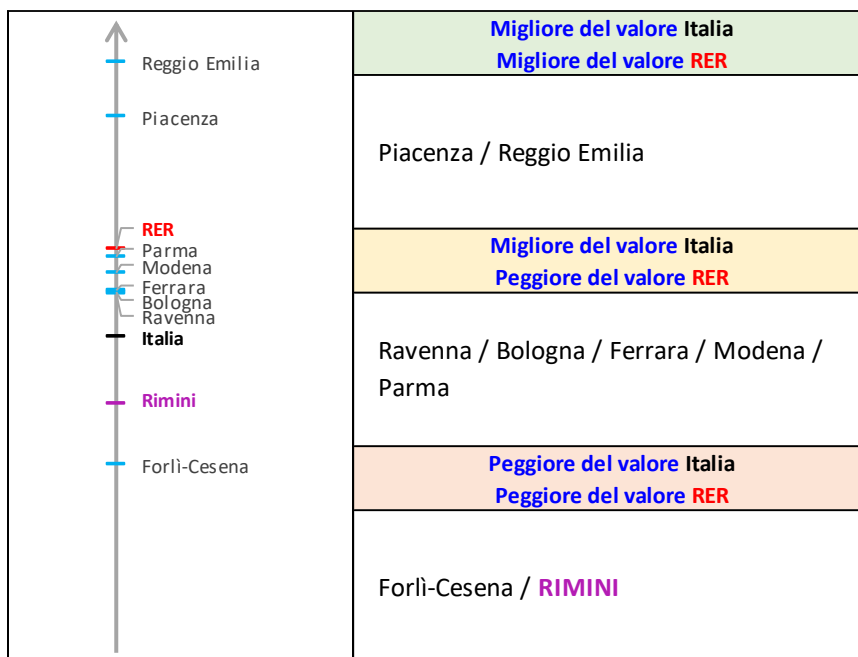 Reggio Emilia
Piacenza
RER
Parma
Modena
Ferrara
Bologna
Ravenna
Italia
Rimini
Forlì-Cesena
Migliore del valore Italia
Migliore del valore RER
Piacenza / Reggio Emilia
Migliore del valore Italia
Peggiore del valore RER
Ravenna / Bologna / Ferrara / Modena /
Parma
Peggiore del valore Italia
Peggiore del valore RER
Forlì-Cesena / RIMINI